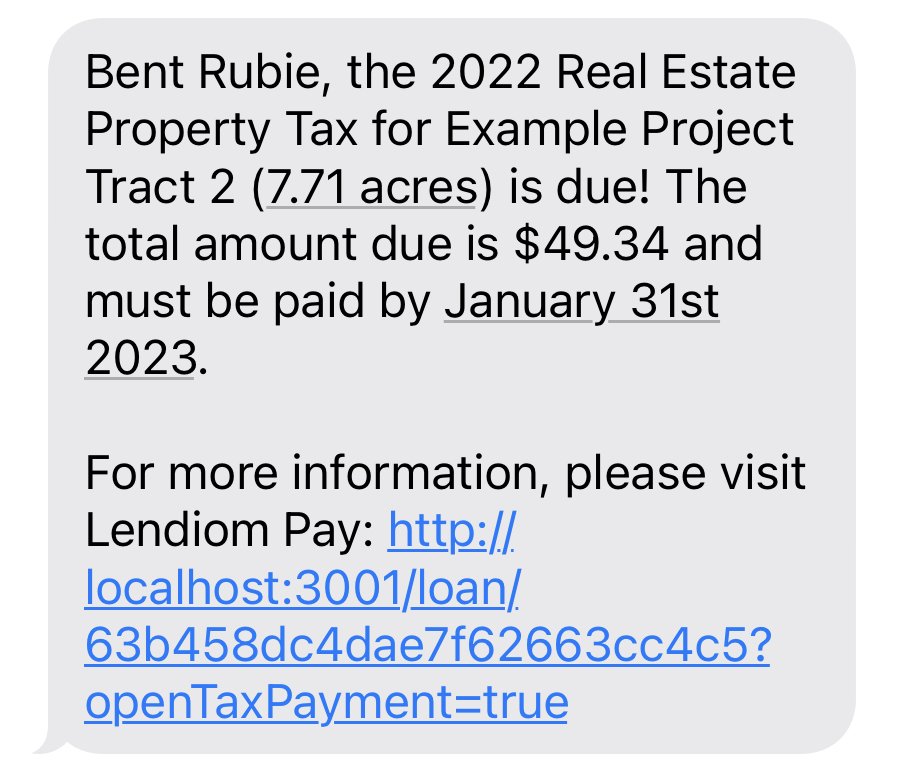 Bent Rubie, the 2022 Real Estate
Property Tax for Example Project
Tract 2 (7.71 acres) is due! The
total amount due is $49.34 and
must be paid by January 31st
2023.
For more information, please visit
Lendiom Pay: http://
localhost:3001/loan/
63b458dc4dae7f62663cc4c5?
openTaxPayment=true